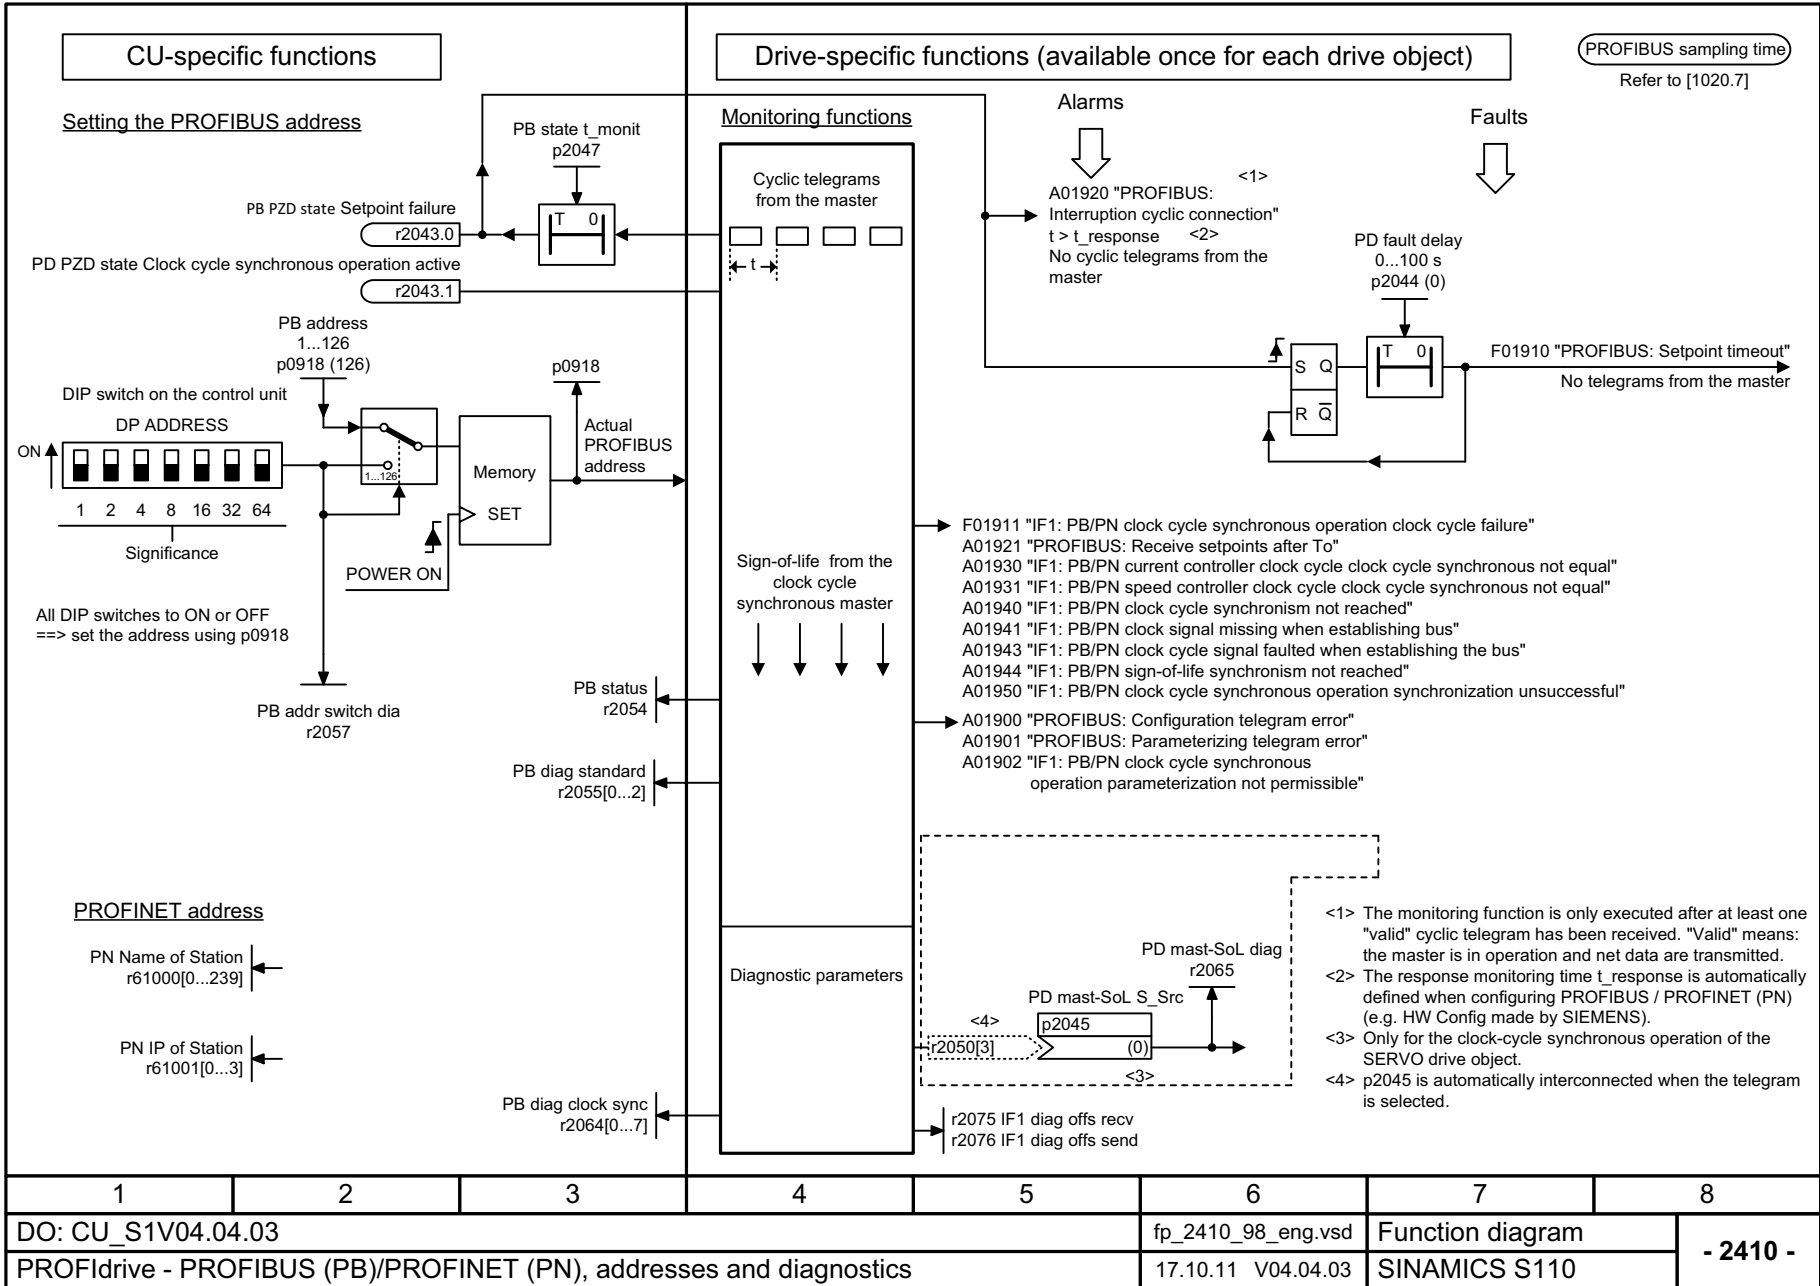 CU-specific functions
Drive-specific functions (available once for each drive object)
PROFIBUS sampling time
Refer to [1020.7]
Setting the PROFIBUS address
Monitoring functions
Alarms
Faults
PB state t_monit
p2047
T 0
PB PZD state Setpoint failure
r2043.0
PD PZD state Clock cycle synchronous operation active
r2043.1
Cyclic telegrams
from the master
t
<1>
A01920 "PROFIBUS:
Interruption cyclic connection"
t > t_response <2>
No cyclic telegrams from the
master
PD fault delay
0...100 s
p2044 (0)
S Q
R Q̅
T 0
F01910 "PROFIBUS: Setpoint timeout"
No telegrams from the master
PB address
1...126
p0918 (126)
DIP switch on the control unit
DP ADDRESS
ON
1 2 4 8 16 32 64
Significance
1...126
Memory
SET
POWER ON
p0918
Actual
PROFIBUS
address
All DIP switches to ON or OFF
==> set the address using p0918
PB addr switch dia
r2057
Sign-of-life from the
clock cycle
synchronous master
F01911 "IF1: PB/PN clock cycle synchronous operation clock cycle failure"
A01921 "PROFIBUS: Receive setpoints after To"
A01930 "IF1: PB/PN current controller clock cycle clock cycle synchronous not equal"
A01931 "IF1: PB/PN speed controller clock cycle clock cycle synchronous not equal"
A01940 "IF1: PB/PN clock cycle synchronism not reached"
A01941 "IF1: PB/PN clock signal missing when establishing bus"
A01943 "IF1: PB/PN clock cycle signal faulted when establishing the bus"
A01944 "IF1: PB/PN sign-of-life synchronism not reached"
A01950 "IF1: PB/PN clock cycle synchronous operation synchronization unsuccessful"
A01900 "PROFIBUS: Configuration telegram error"
A01901 "PROFIBUS: Parameterizing telegram error"
A01902 "IF1: PB/PN clock cycle synchronous
operation parameterization not permissible"
PB status
r2054
PB diag standard
r2055[0...2]
PROFINET address
PN Name of Station
r61000[0...239]
PN IP of Station
r61001[0...3]
PB diag clock sync
r2064[0...7]
Diagnostic parameters
PD mast-SoL diag
r2065
PD mast-SoL S_Src
<4>
p2045
r2050[3]
(0)
<3>
r2075 IF1 diag offs recv
r2076 IF1 diag offs send
<1> The monitoring function is only executed after at least one
"valid" cyclic telegram has been received. "Valid" means:
the master is in operation and net data are transmitted.
<2> The response monitoring time t_response is automatically
defined when configuring PROFIBUS / PROFINET (PN)
(e.g. HW Config made by SIEMENS).
<3> Only for the clock-cycle synchronous operation of the
SERVO drive object.
<4> p2045 is automatically interconnected when the telegram
is selected.
1 2 3 4 5 6 7 8
DO: CU_S1V04.04.03
fp_2410_98_eng.vsd
Function diagram
- 2410 -
PROFIdrive - PROFIBUS (PB)/PROFINET (PN), addresses and diagnostics
17.10.11 V04.04.03
SINAMICS S110